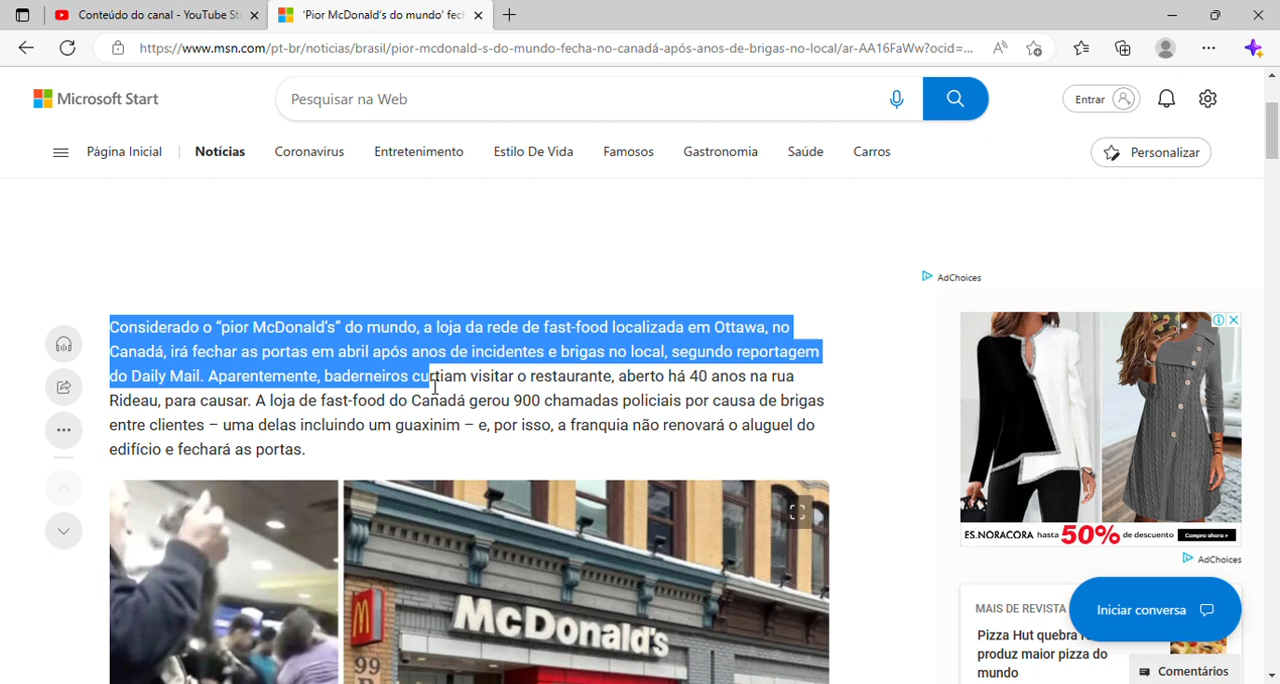 Conteúdo do canal - YouTube St
'Pior McDonald's do mundo' fec
https://www.msn.com/pt-br/noticias/brasil/pior-mcdonald-s-do-mundo-fecha-no-canadá-após-anos-de-brigas-no-local/ar-AA16FaWw?ocid=...
Microsoft Start
Pesquisar na Web
Entrar
Página Inicial
Notícias
Coronavírus
Entretenimento
Estilo De Vida
Famosos
Gastronomia
Saúde
Carros
Personalizar
AdChoices
Considerado o “pior McDonald’s” do mundo, a loja da rede de fast-food localizada em Ottawa, no
Canadá, irá fechar as portas em abril após anos de incidentes e brigas no local, segundo reportagem
do Daily Mail. Aparentemente, baderneiros curtiam visitar o restaurante, aberto há 40 anos na rua
Rideau, para causar. A loja de fast-food do Canadá gerou 900 chamadas policiais por causa de brigas
entre clientes – uma delas incluindo um guaxinim – e, por isso, a franquia não renovará o aluguel do
edifício e fechará as portas.
McDonald's
99
ES.NORACORA hasta 50% de descuento Compra ahora >
AdChoices
MAIS DE REVISTA
Pizza Hut quebra
produz maior pizza do
mundo
Iniciar conversa
Comentários